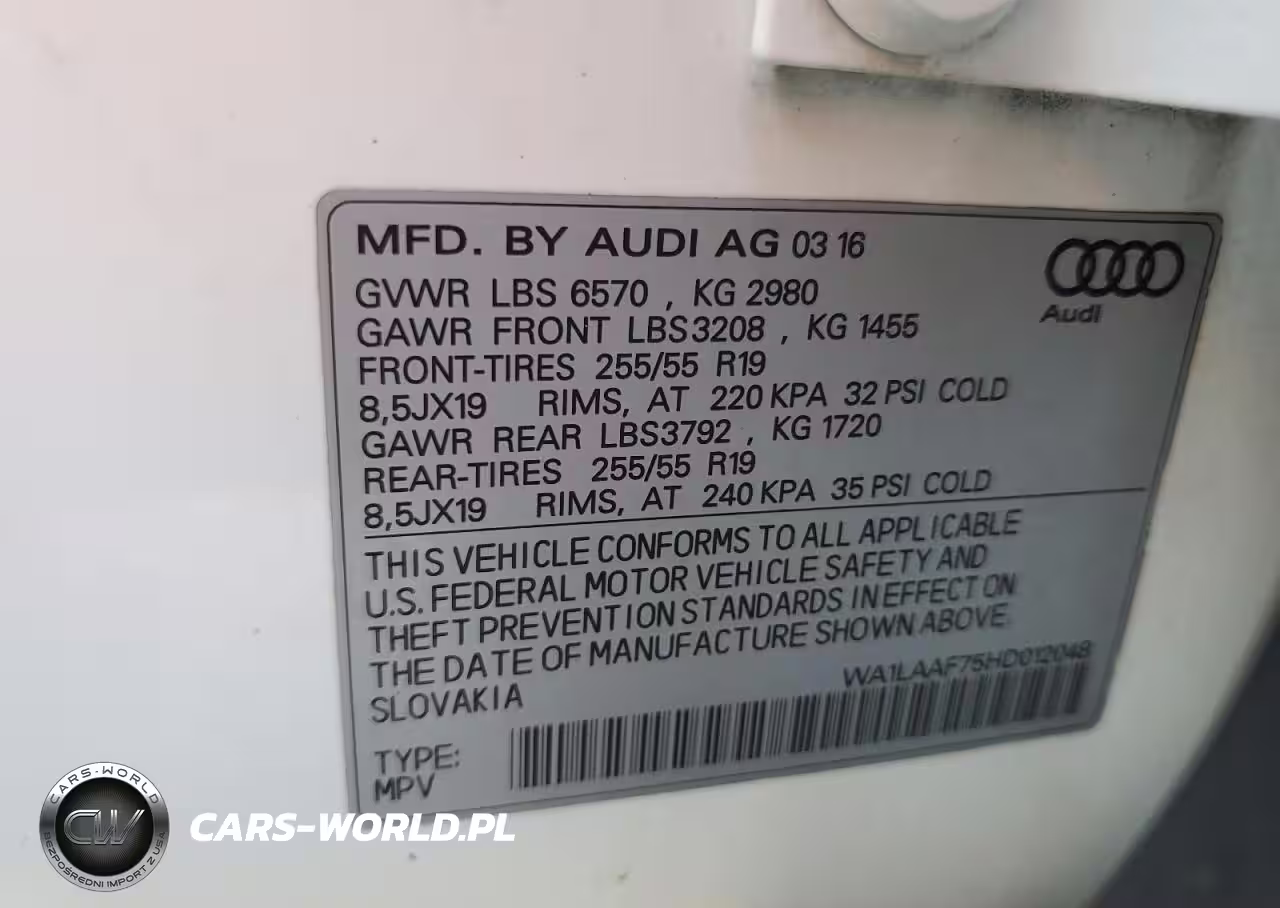 MFD. BY AUDI AG 03 16
Audi
GVWR LBS 6570 , KG 2980
GAWR FRONT LBS3208 , KG 1455
FRONT-TIRES 255/55 R19
8,5JX19 RIMS, AT 220 KPA 32 PSI COLD
GAWR REAR LBS3792 , KG 1720
REAR-TIRES 255/55 R19
8,5JX19 RIMS, AT 240 KPA 35 PSI COLD
THIS VEHICLE CONFORMS TO ALL APPLICABLE
U.S. FEDERAL MOTOR VEHICLE SAFETY AND
THEFT PREVENTION STANDARDS IN EFFECT ON
THE DATE OF MANUFACTURE SHOWN ABOVE.
SLOVAKIA
WA1LAAF75HD012048
TYPE:
MPV
CARS-WORLD
CW
BEZPOŚREDNI IMPORT Z USA
CARS-WORLD.PL